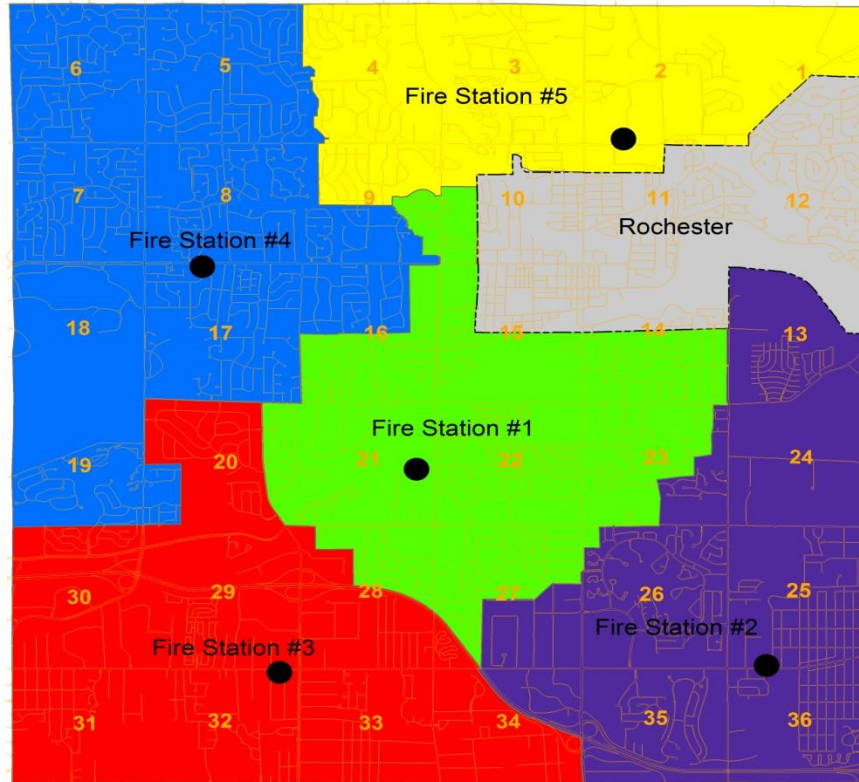 6 5 4 3 2 1
Fire Station #5
7 8 9 10 11 12
Rochester
Fire Station #4
18 17 16 15 14 13
Fire Station #1
19 20 21 22 23 24
30 29 28 27 26 25
Fire Station #2
Fire Station #3
31 32 33 34 35 36